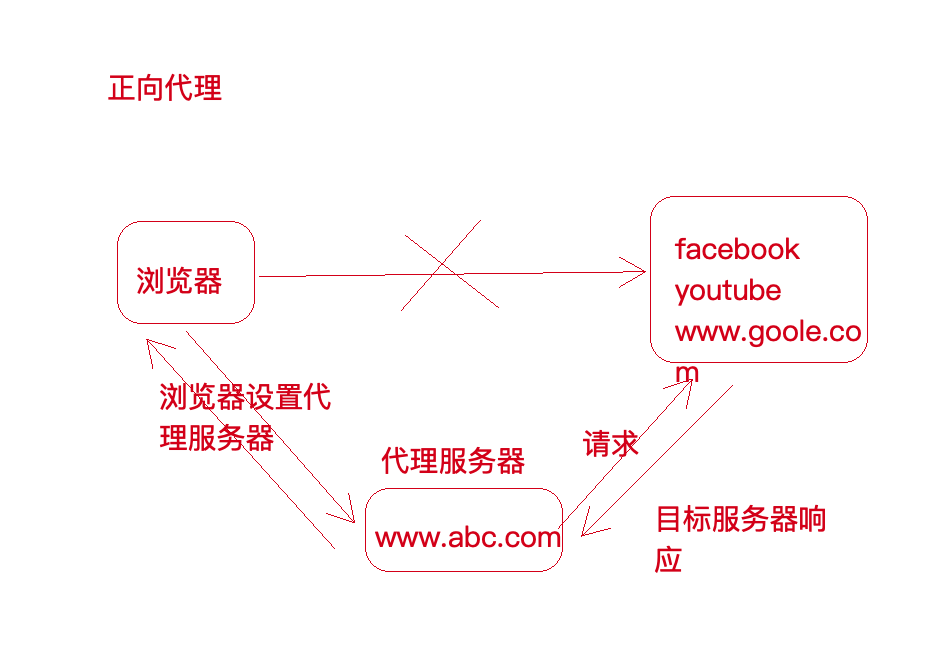 正向代理
浏览器
facebook
youtube
www.goole.co
m
浏览器设置代
理服务器
代理服务器
www.abc.com
请求
目标服务器响
应